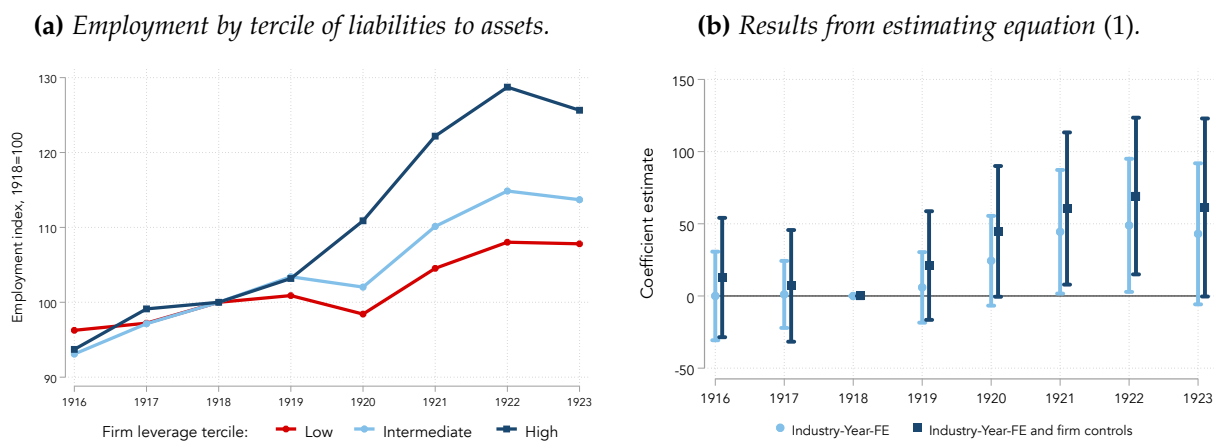 (a) Employment by tercile of liabilities to assets.
130
120
110
100
90
Employment index, 1918=100
1916 1917 1918 1919 1920 1921 1922 1923
Firm leverage tercile: Low Intermediate High
(b) Results from estimating equation (1).
150
100
50
0
-50
Coefficient estimate
1916 1917 1918 1919 1920 1921 1922 1923
Industry-Year-FE Industry-Year-FE and firm controls